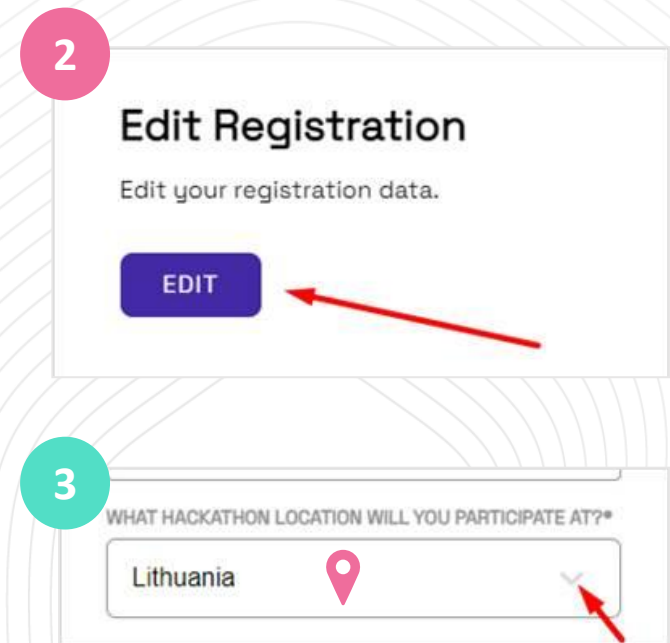 2
Edit Registration
Edit your registration data.
EDIT
3
WHAT HACKATHON LOCATION WILL YOU PARTICIPATE AT?*
Lithuania